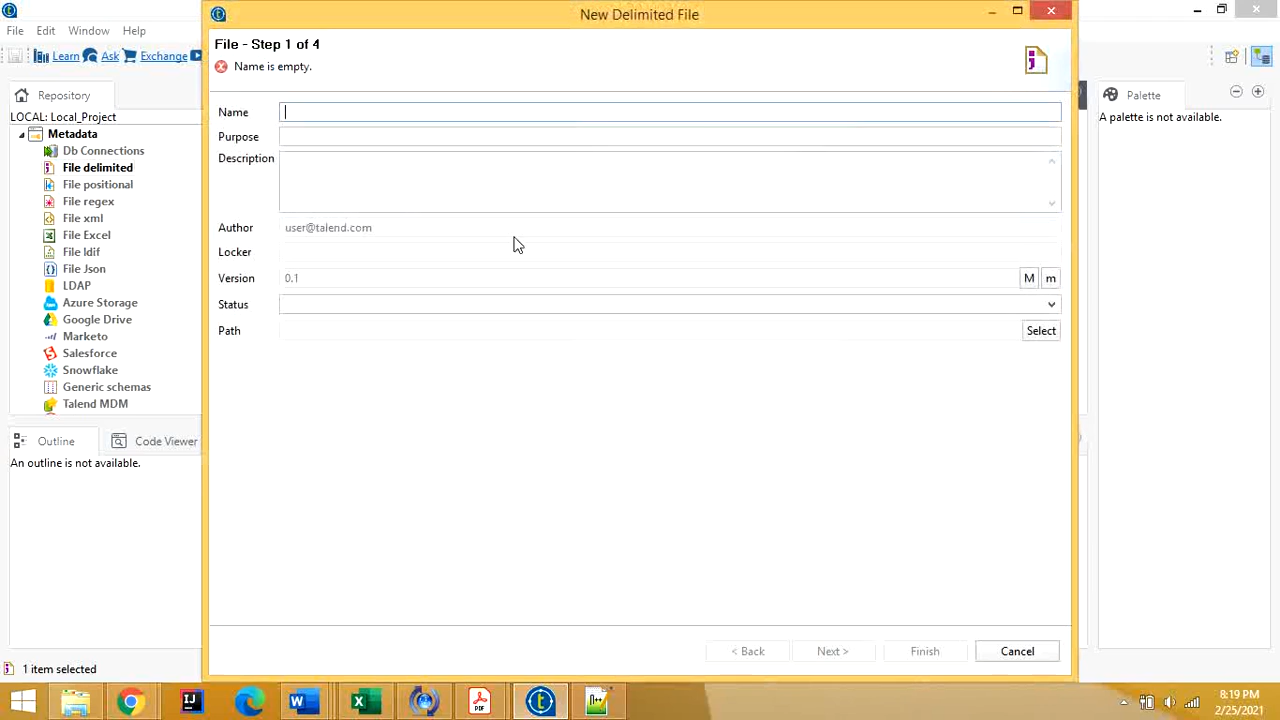 New Delimited File
File Edit Window Help
Learn Ask Exchange
File - Step 1 of 4
Name is empty.
Repository
LOCAL: Local_Project
Metadata
Db Connections
File delimited
File positional
File regex
File xml
File Excel
File ldif
File Json
LDAP
Azure Storage
Google Drive
Marketo
Salesforce
Snowflake
Generic schemas
Talend MDM
Name
Purpose
Description
Author user@talend.com
Locker
Version 0.1 M m
Status
Path Select
Palette
A palette is not available.
Outline Code Viewer
An outline is not available.
< Back Next > Finish Cancel
1 item selected
8:19 PM
2/25/2021